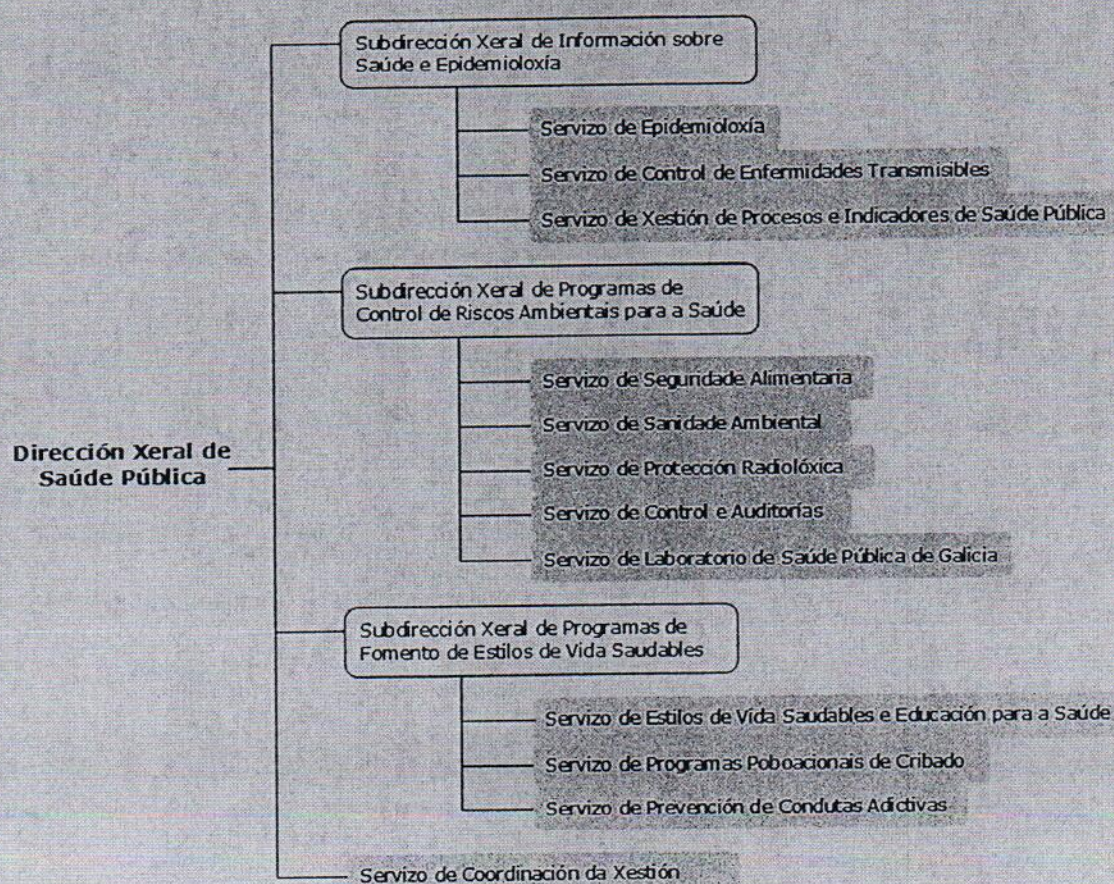 Subdirección Xeral de Información sobre
Saúde e Epidemioloxía
Servizo de Epidemioloxía
Servizo de Control de Enfermidades Transmisibles
Servizo de Xestión de Procesos e Indicadores de Saúde Pública
Subdirección Xeral de Programas de
Control de Riscos Ambientais para a Saúde
Servizo de Seguridade Alimentaria
Servizo de Sanidade Ambiental
Servizo de Protección Radiolóxica
Servizo de Control e Auditorías
Servizo de Laboratorio de Saúde Pública de Galicia
Dirección Xeral de
Saúde Pública
Subdirección Xeral de Programas de
Fomento de Estilos de Vida Saudables
Servizo de Estilos de Vida Saudables e Educación para a Saúde
Servizo de Programas Poboacionais de Cribado
Servizo de Prevención de Condutas Adictivas
Servizo de Coordinación da Xestión